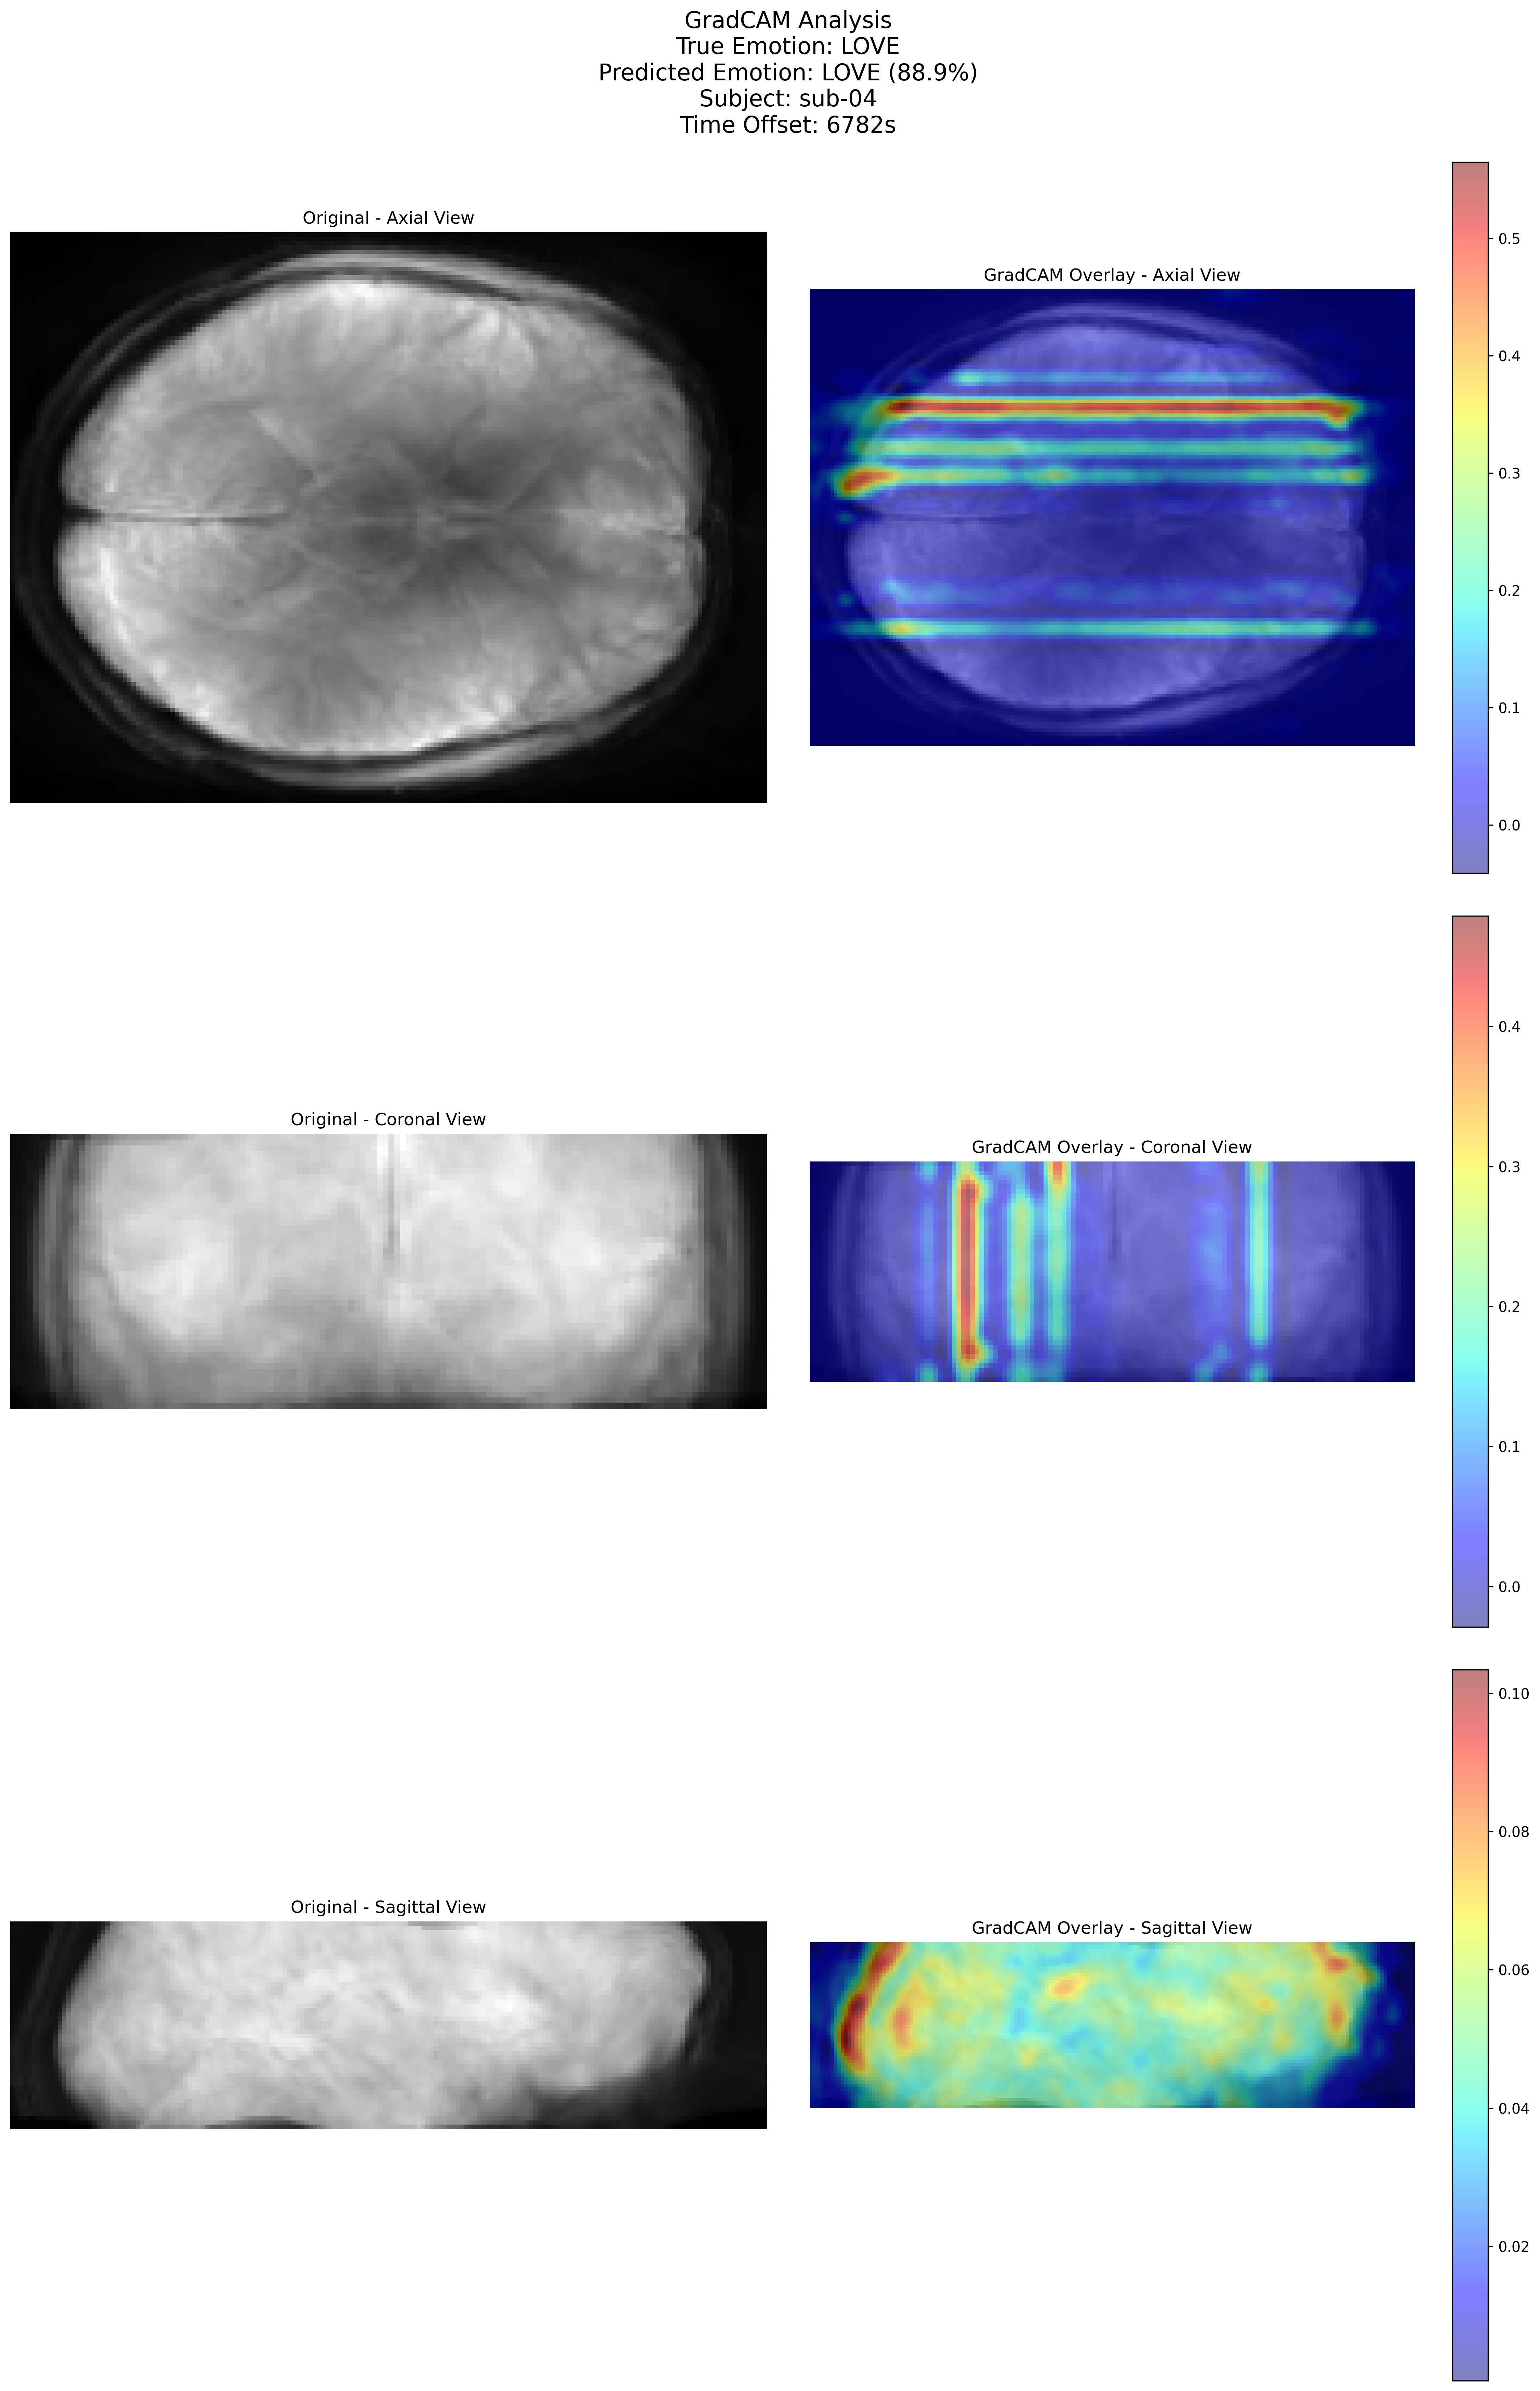 GradCAM Analysis
True Emotion: LOVE
Predicted Emotion: LOVE (88.9%)
Subject: sub-04
Time Offset: 6782s
Original - Axial View
GradCAM Overlay - Axial View
0.5
0.4
0.3
0.2
0.1
0.0
Original - Coronal View
GradCAM Overlay - Coronal View
0.4
0.3
0.2
0.1
0.0
Original - Sagittal View
GradCAM Overlay - Sagittal View
0.10
0.08
0.06
0.04
0.02